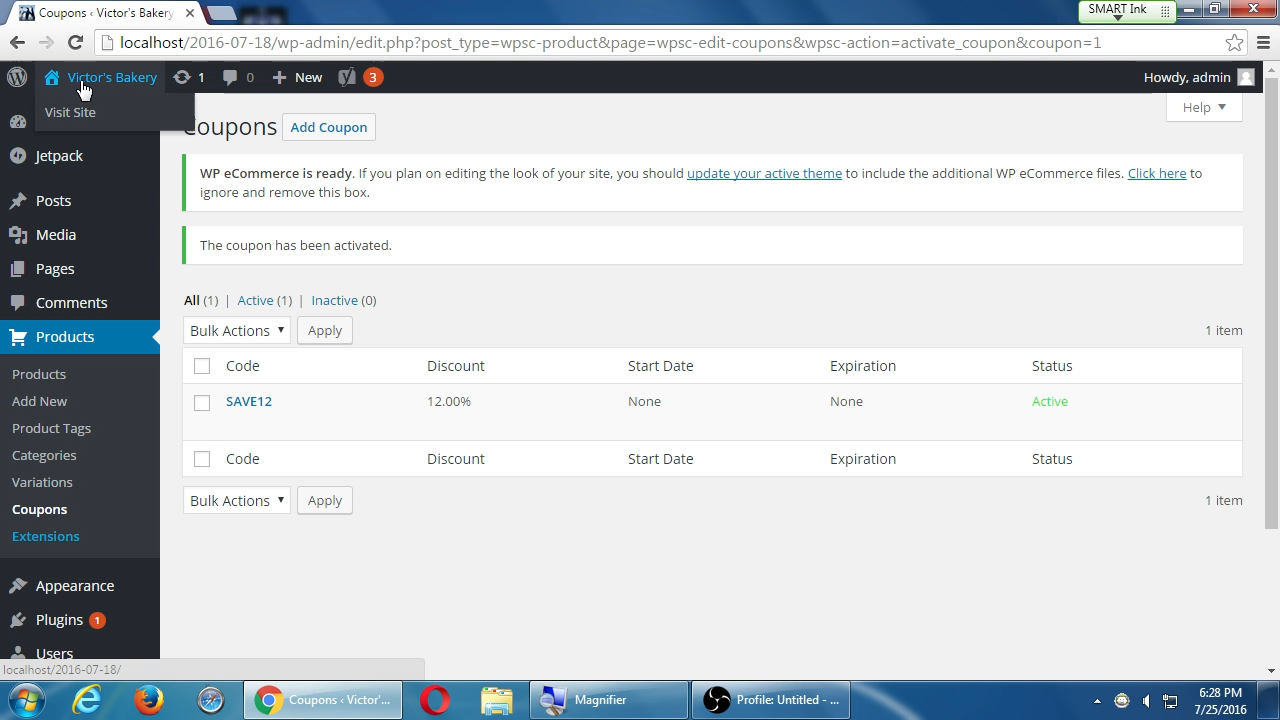 Coupons ‹ Victor's Bakery
SMART Ink
localhost/2016-07-18/wp-admin/edit.php?post_type=wpsc-product&page=wpsc-edit-coupons&wpsc-action=activate_coupon&coupon=1
Victor's Bakery 1 0 New 3 Howdy, admin
Visit Site
Help
Coupons Add Coupon
Jetpack
Posts
Media
Pages
Comments
Products
Products
Add New
Product Tags
Categories
Variations
Coupons
Extensions
Appearance
Plugins 1
Users
WP eCommerce is ready. If you plan on editing the look of your site, you should update your active theme to include the additional WP eCommerce files. Click here to
ignore and remove this box.
The coupon has been activated.
All (1) | Active (1) | Inactive (0)
Bulk Actions Apply 1 item
Code Discount Start Date Expiration Status
SAVE12 12.00% None None Active
Code Discount Start Date Expiration Status
Bulk Actions Apply 1 item
localhost/2016-07-18/
Coupons ‹ Victor'... Magnifier Profile: Untitled - ... 6:28 PM
7/25/2016